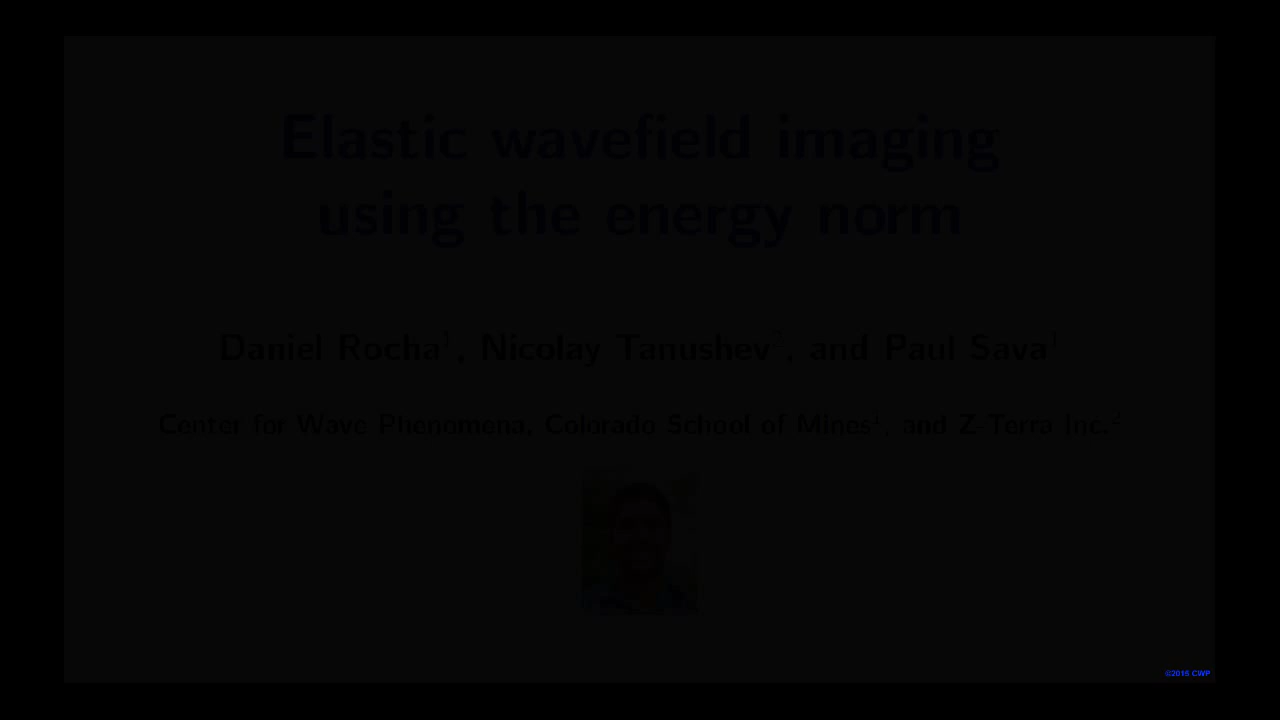 Elastic wavefield imaging
using the energy norm
Daniel Rocha¹, Nicolay Tanushev², and Paul Sava¹
Center for Wave Phenomena, Colorado School of Mines¹, and Z-Terra Inc.²
©2016 CWP